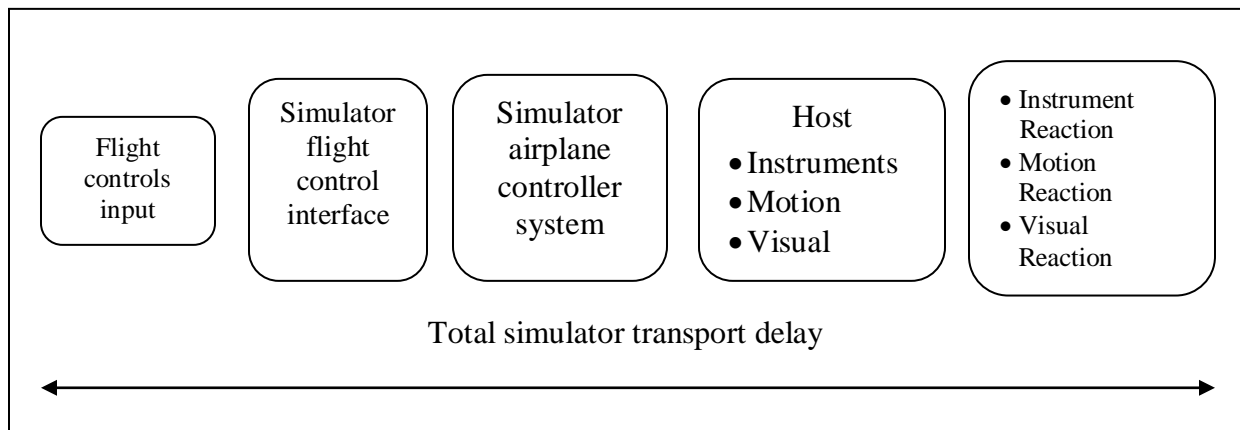 Flight
controls
input
Simulator
flight
control
interface
Simulator
airplane
controller
system
Host
• Instruments
• Motion
• Visual
• Instrument
Reaction
• Motion
Reaction
• Visual
Reaction
Total simulator transport delay